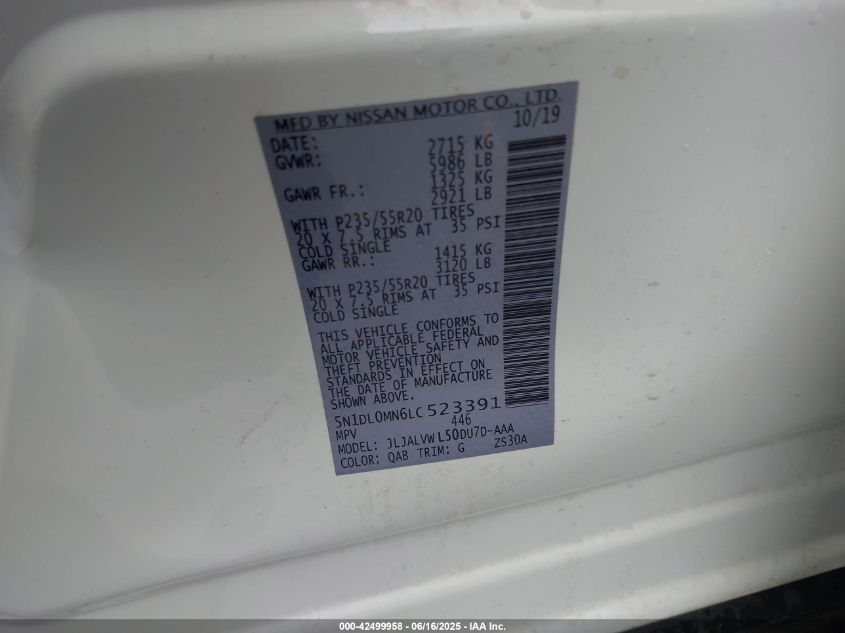 MFD BY NISSAN MOTOR CO., LTD.
DATE: 10/19
GVWR: 2715 KG
5986 LB
GAWR FR.: 1325 KG
2921 LB
WITH P235/55R20 TIRES
20 X 7.5 RIMS AT 35 PSI
COLD SINGLE
GAWR RR.: 1415 KG
3120 LB
WITH P235/55R20 TIRES
20 X 7.5 RIMS AT 35 PSI
COLD SINGLE
THIS VEHICLE CONFORMS TO
ALL APPLICABLE FEDERAL
MOTOR VEHICLE SAFETY AND
THEFT PREVENTION
STANDARDS IN EFFECT ON
THE DATE OF MANUFACTURE
SHOWN ABOVE.
5N1DL0MN6LC523391
MPV 446
MODEL: JLJALVWL50DU7D-AAA
COLOR: QAB TRIM: G ZS30A
000-42499958 - 06/16/2025 - IAA Inc.